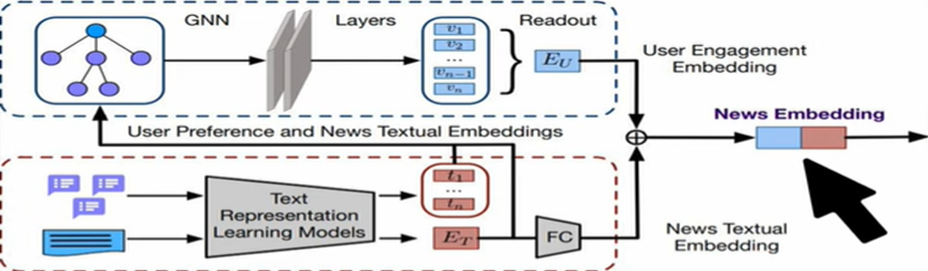 GNN
Layers
Readout
v1
v2
...
vn−1
vn
EU
User Engagement
Embedding
News Embedding
User Preference and News Textual Embeddings
Text
Representation
Learning Models
t1
...
tn
ET
FC
News Textual
Embedding